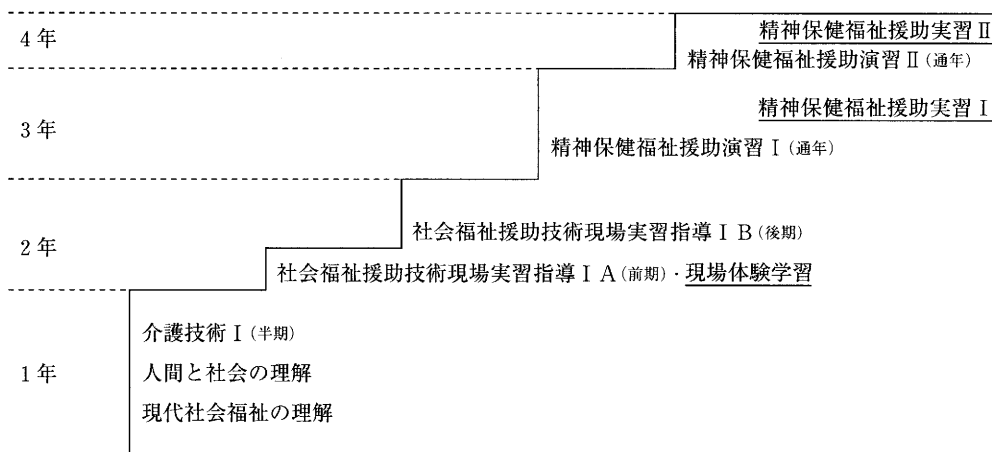 4年
精神保健福祉援助実習Ⅱ
精神保健福祉援助演習Ⅱ(通年)
3年
精神保健福祉援助実習Ⅰ
精神保健福祉援助演習Ⅰ(通年)
2年
社会福祉援助技術現場実習指導ⅠB(後期)
社会福祉援助技術現場実習指導ⅠA(前期)・現場体験学習
1年
介護技術Ⅰ(半期)
人間と社会の理解
現代社会福祉の理解